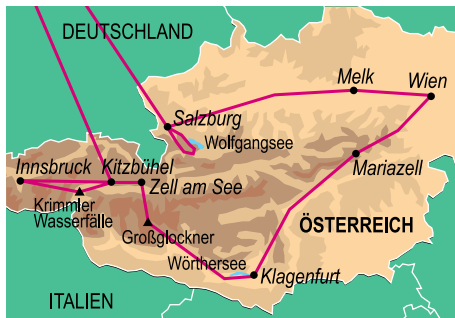 DEUTSCHLAND
Melk
Wien
Salzburg
Wolfgangsee
Mariazell
Innsbruck
Kitzbühel
Zell am See
Krimmler
Wasserfälle
Großglockner
ÖSTERREICH
Wörthersee
Klagenfurt
ITALIEN